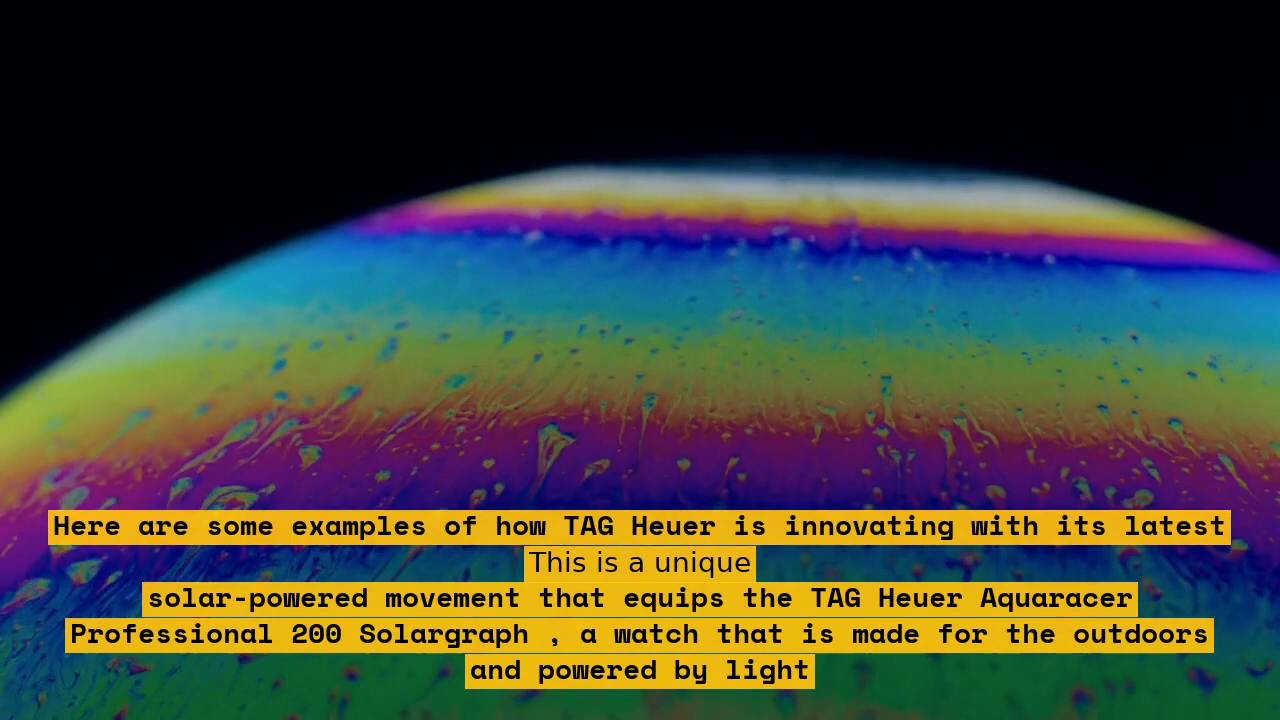 Here are some examples of how TAG Heuer is innovating with its latest
This is a unique
solar-powered movement that equips the TAG Heuer Aquaracer
Professional 200 Solargraph , a watch that is made for the outdoors
and powered by light